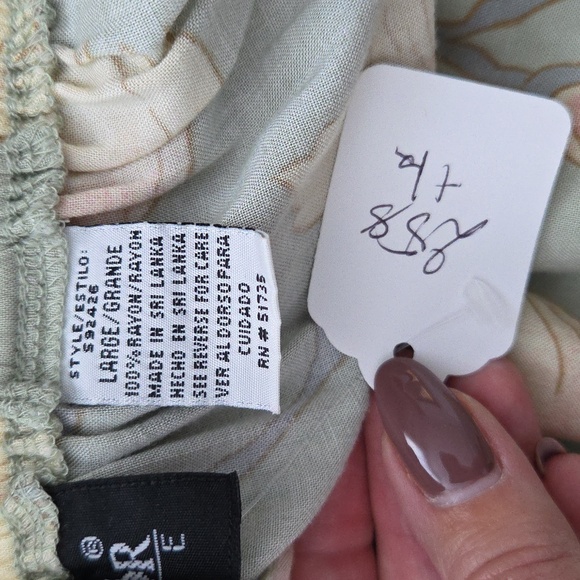 STYLE/ESTILO:
S92426
LARGE/GRANDE
100% RAYON/RAYON
MADE IN SRI LANKA
HECHO EN SRI LANKA
SEE REVERSE FOR CARE
VER AL DORSO PARA
CUIDADO
RN # 51735
®
E